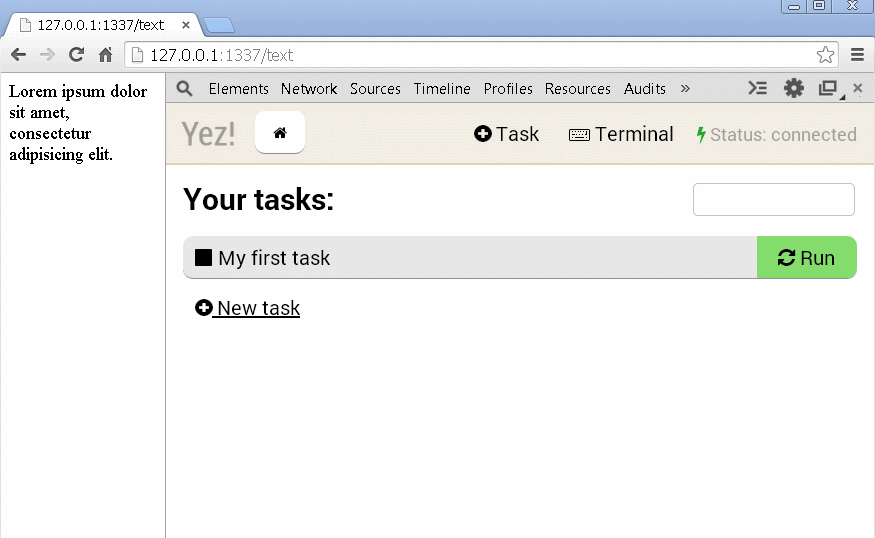 127.0.0.1:1337/text
127.0.0.1:1337/text
Lorem ipsum dolor
sit amet,
consectetur
adipisicing elit.
Elements Network Sources Timeline Profiles Resources Audits »
Yez!
Task
Terminal
Status: connected
Your tasks:
My first task
Run
New task